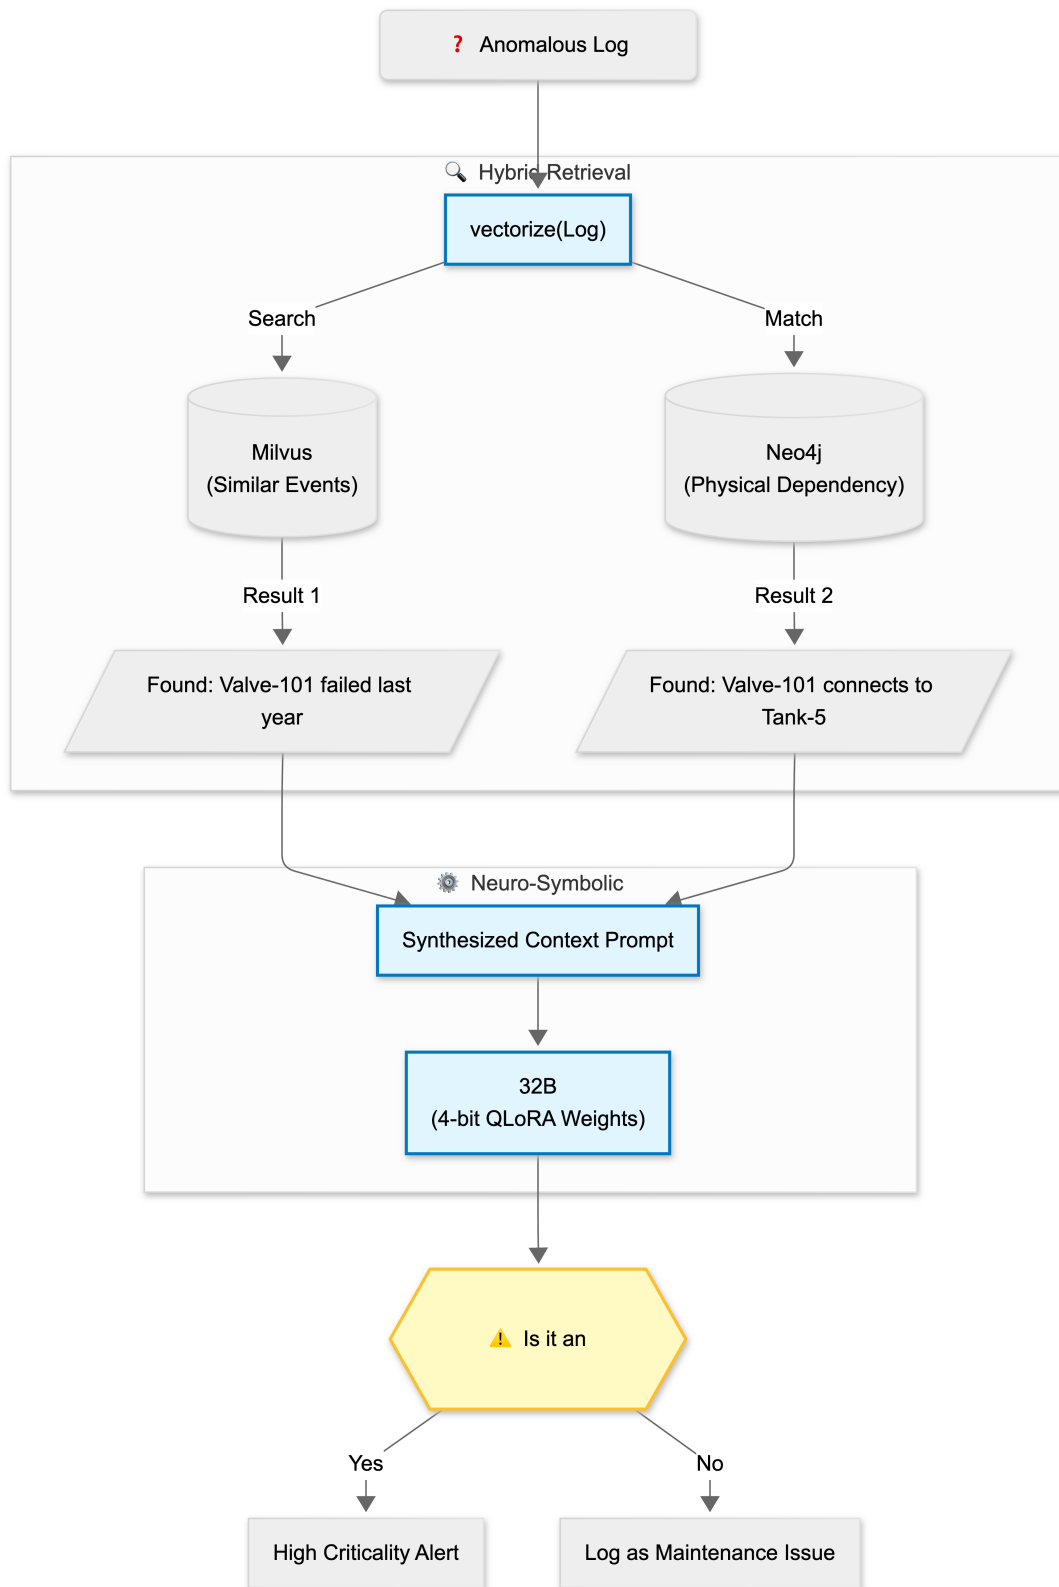 ❓ Anomalous Log
🔍 Hybrid Retrieval
vectorize(Log)
Search
Match
Milvus
(Similar Events)
Neo4j
(Physical Dependency)
Result 1
Result 2
Found: Valve-101 failed last
year
Found: Valve-101 connects to
Tank-5
⚙️ Neuro-Symbolic
Synthesized Context Prompt
32B
(4-bit QLoRA Weights)
⚠️ Is it an
Yes
No
High Criticality Alert
Log as Maintenance Issue